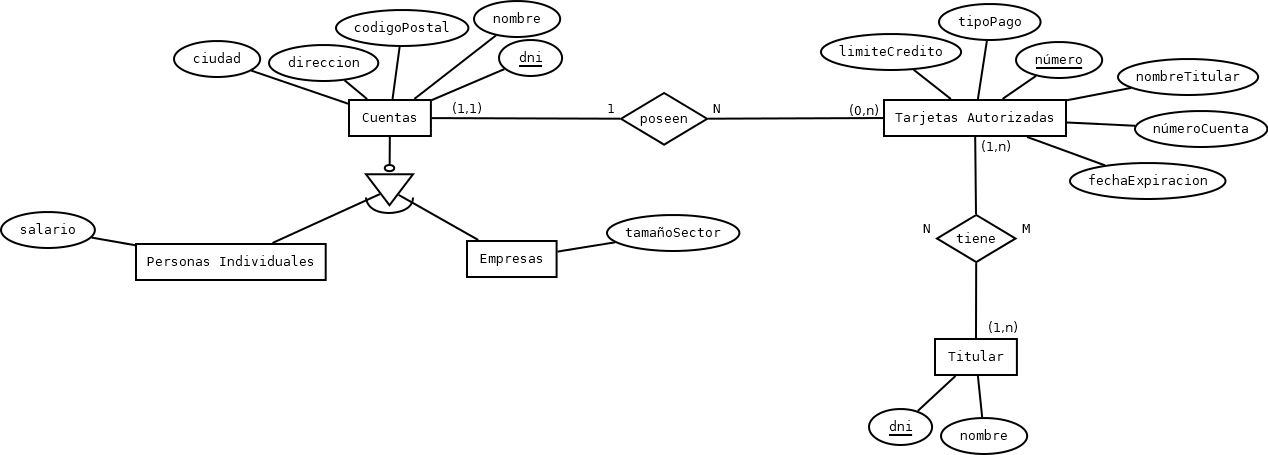 nombre
tipoPago
codigoPostal
limiteCredito
ciudad
direccion
dni
número
nombreTitular
(1,1)
1
N
(0,n)
Cuentas
poseen
Tarjetas Autorizadas
númeroCuenta
(1,n)
fechaExpiracion
salario
tamañoSector
N
M
tiene
Personas Individuales
Empresas
(1,n)
Titular
dni
nombre